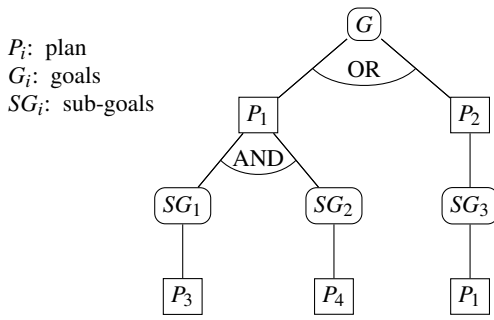 G
P_i: plan
G_i: goals
SG_i: sub-goals
OR
P_1
P_2
AND
SG_1
SG_2
SG_3
P_3
P_4
P_1